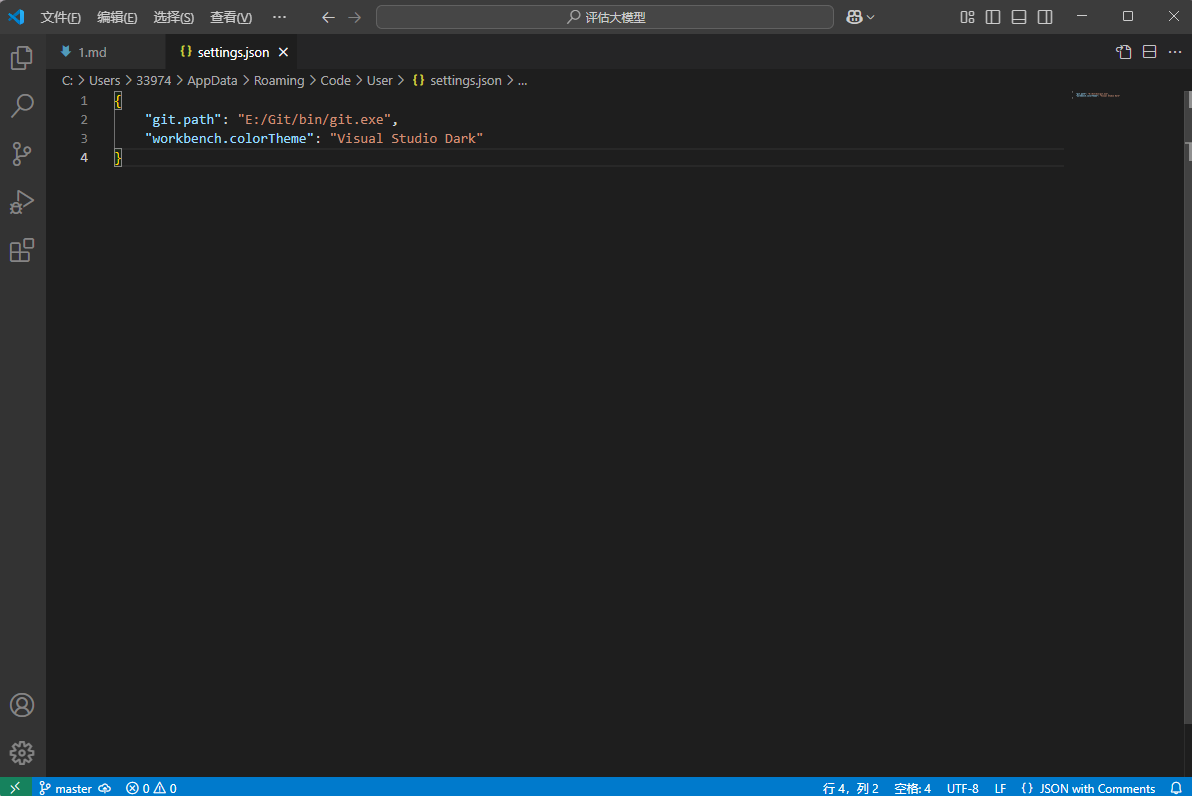 文件(F) 编辑(E) 选择(S) 查看(V) ··· 评估大模型
1.md settings.json
C: > Users > 33974 > AppData > Roaming > Code > User > {} settings.json > ...
1 {
2 "git.path": "E:/Git/bin/git.exe",
3 "workbench.colorTheme": "Visual Studio Dark"
4 }
master 0 0 行 4，列 2 空格: 4 UTF-8 LF {} JSON with Comments